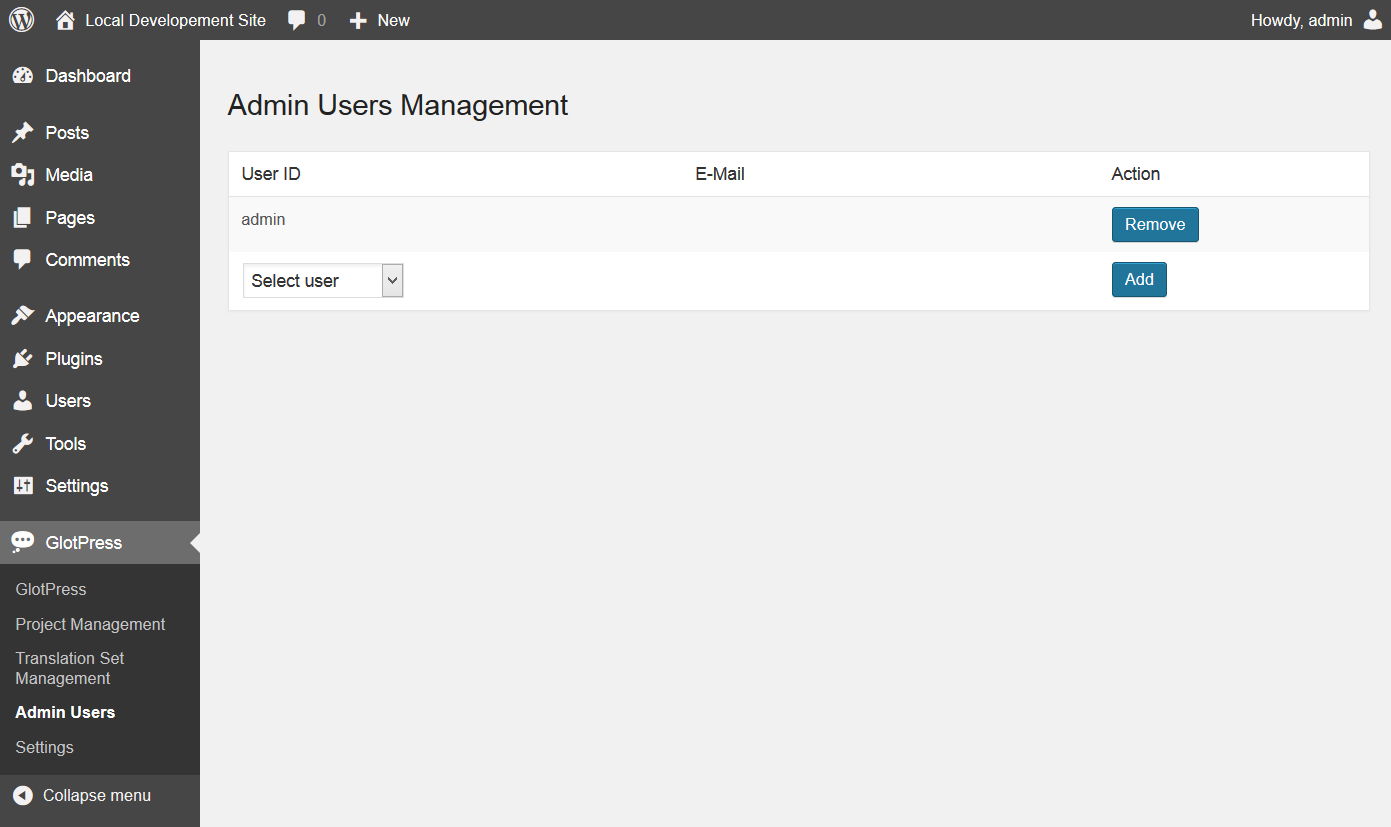 Local Developement Site 0 New Howdy, admin
Dashboard
Posts
Media
Pages
Comments
Appearance
Plugins
Users
Tools
Settings
GlotPress
GlotPress
Project Management
Translation Set
Management
Admin Users
Settings
Collapse menu
Admin Users Management
User ID E-Mail Action
admin Remove
Select user Add